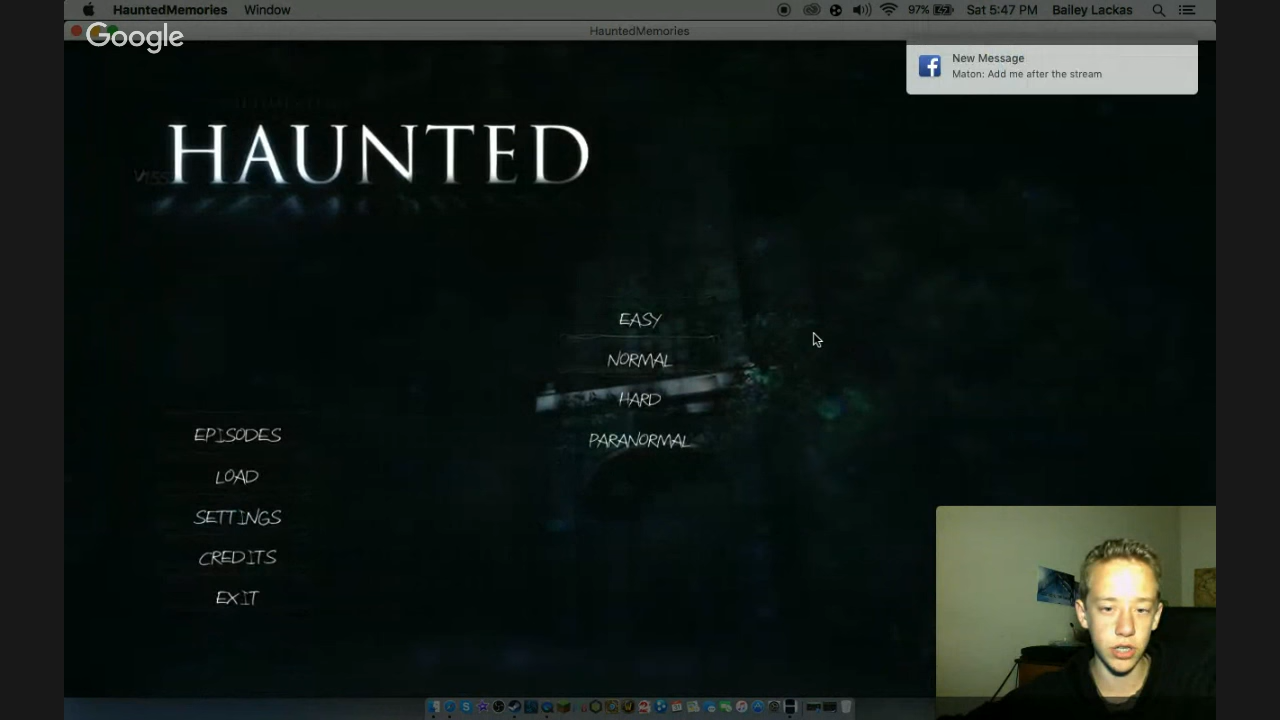 HauntedMemories Window 97% Sat 5:47 PM Bailey Lackas
Google
HauntedMemories
New Message
Maton: Add me after the stream
HAUNTED
EASY
NORMAL
HARD
PARANORMAL
EPISODES
LOAD
SETTINGS
CREDITS
EXIT